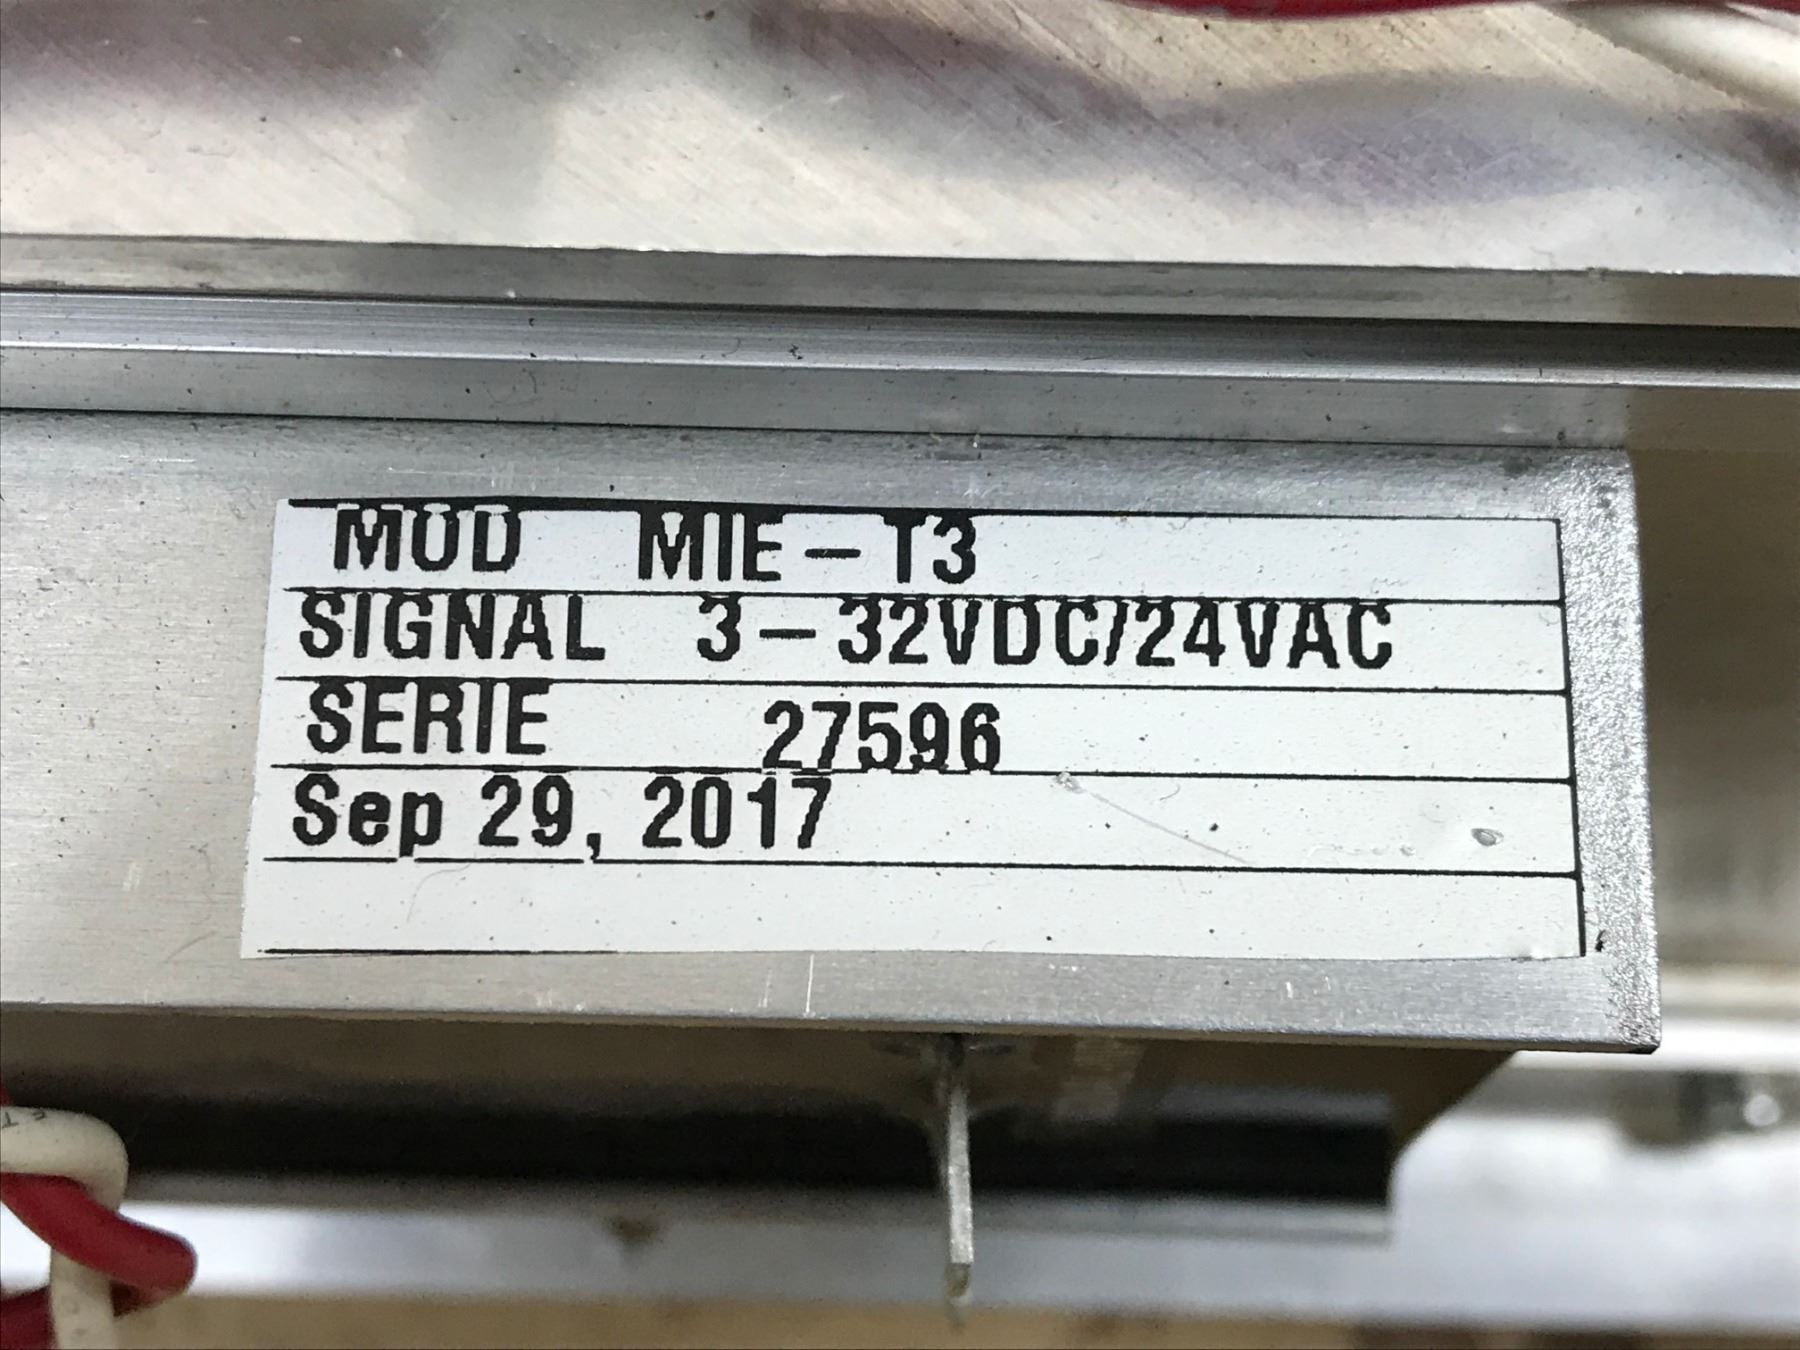 MOD MIE-T3
SIGNAL 3-32VDC/24VAC
SERIE 27596
Sep 29, 2017